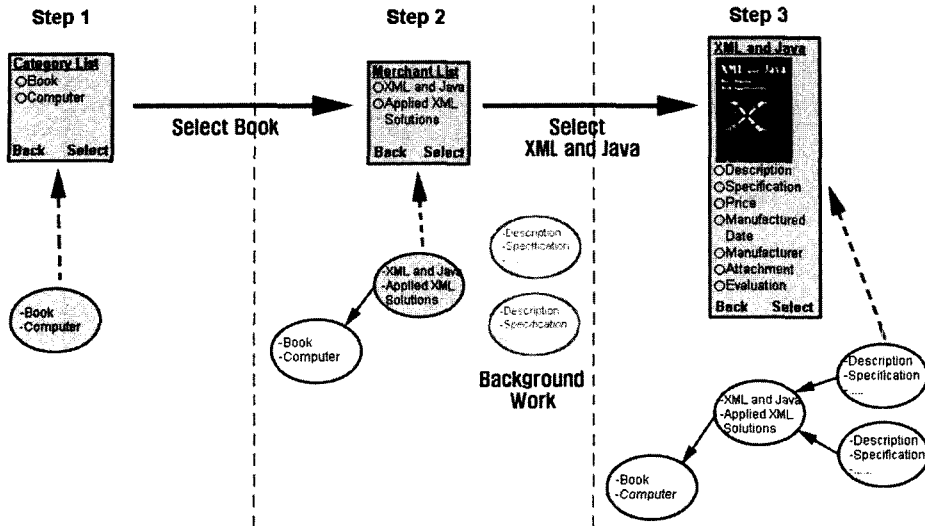 Step 1
Category List
Book
Computer
Back Select
Select Book
-Book
-Computer
Step 2
Merchant List
XML and Java
Applied XML
Solutions
Back Select
Select
XML and Java
-XML and Java
-Applied XML
Solutions
-Book
-Computer
-Description
-Specification
-Description
-Specification
Background
Work
Step 3
XML and Java
XML and Java
Description
Specification
Price
Manufactured
Date
Manufacturer
Attachment
Evaluation
Back Select
-Description
-Specification
-.....
-XML and Java
-Applied XML
Solutions
-Description
-Specification
-.......
-Book
-Computer